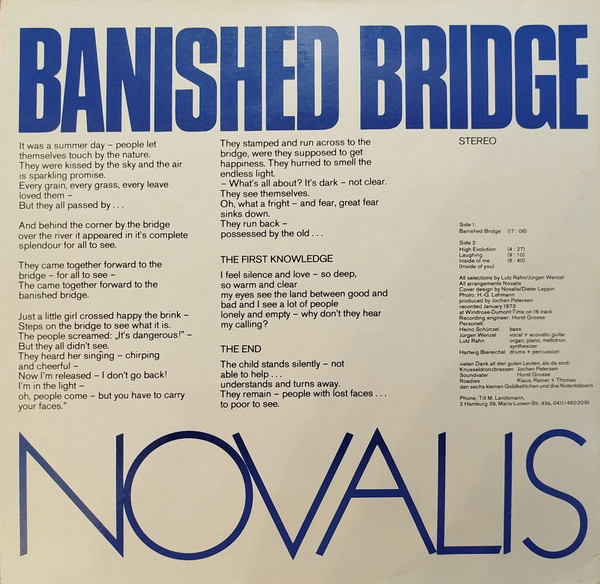 BANISHED BRIDGE
It was a summer day – people let
themselves touch by the nature.
They were kissed by the sky and the air
is sparkling promise.
Every grain, every grass, every leave
loved them –
But they all passed by . . .
And behind the corner by the bridge
over the river it appeared in it's complete
splendour for all to see.
They came together forward to the
bridge – for all to see –
The came together forward to the
banished bridge.
Just a little girl crossed happy the brink –
Steps on the bridge to see what it is.
The people screamed: „It's dangerous!" –
But they all didn't see.
They heard her singing – chirping
and cheerful –
Now I'm released – I don't go back!
I'm in the light –
oh, people come – but you have to carry
your faces."
They stamped and run across to the
bridge, were they supposed to get
happiness. They hurried to smell the
endless light.
– What's all about? It's dark – not clear.
They see themselves.
Oh, what a fright – and fear, great fear
sinks down.
They run back –
possessed by the old . . .
THE FIRST KNOWLEDGE
I feel silence and love – so deep,
so warm and clear
my eyes see the land between good and
bad and I see a lot of people
lonely and empty – why don't they hear
my calling?
THE END
The child stands silently – not
able to hop . . .
understands and turns away.
They remain – people with lost faces . . .
to poor to see.
STEREO
Side 1:
Banished Bridge (17 : 06)
Side 2:
High Evolution (4 : 27)
Laughing (9 : 10)
Inside of me (6 : 40)
(Inside of you)
All selections by Lutz Rahn/Jürgen Wenzel
All arrangements Novalis
Cover design by Novalis/Dieter Leppin
Photo: H. G. Lehmann
produced by Jochen Petersen
recorded January 1973
at Windrose-Dumont-Time on 16 track
Recording engineer: Horst Grosse
Personell:
Heino Schünzel bass
Jürgen Wenzel vocal + acoustic guitar
Lutz Rahn organ, piano, mellotron,
synthesizer
Hartwig Biereichel drums + percussion
vielen Dank all den guten Leuten, als da sind:
Knusseldronzbrassen Jochen Petersen
Soundvater Horst Grosse
Roadies Klaus, Rainer + Thomas
den sechs kleinen Goldkehlchen und drei Notenbläsern
Phone: Till M. Landsmann,
2 Hamburg 39, Maria-Luisen-Str. 43a, 0411/4602091
NOVALIS